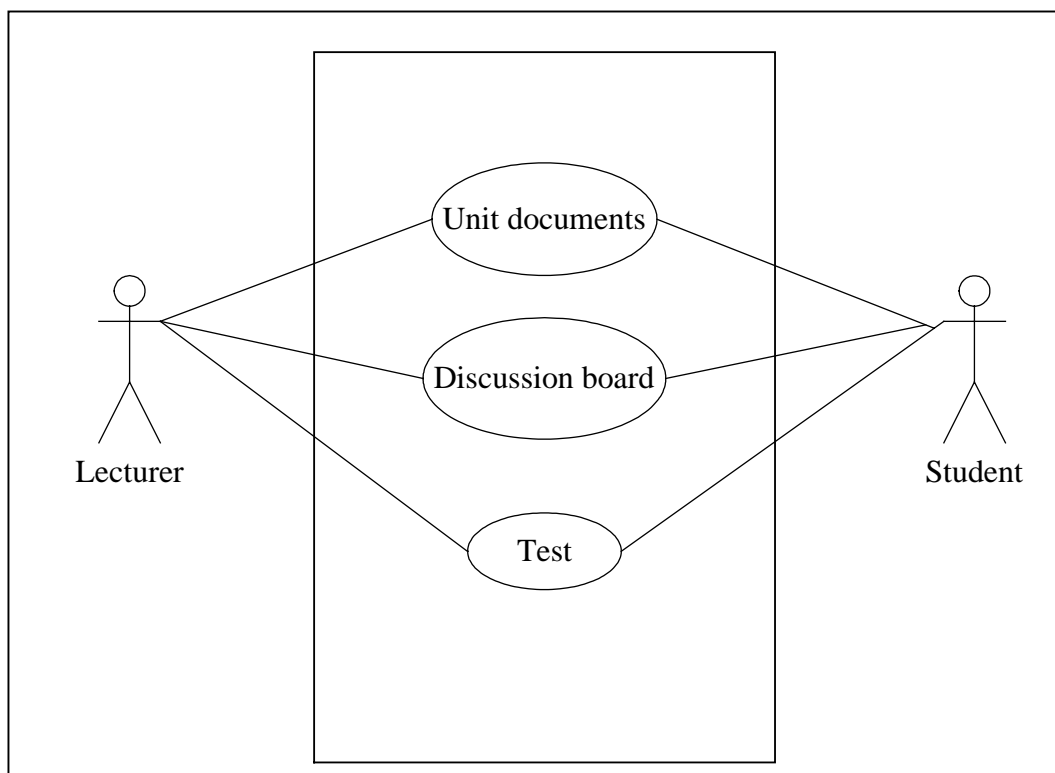 Unit documents
Discussion board
Lecturer
Student
Test